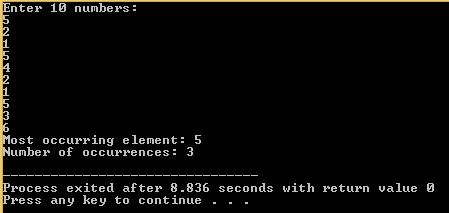 Enter 10 numbers:
5
2
1
5
4
2
1
5
3
6
Most occurring element: 5
Number of occurrences: 3
--------------------------------
Process exited after 8.836 seconds with return value 0
Press any key to continue . . .